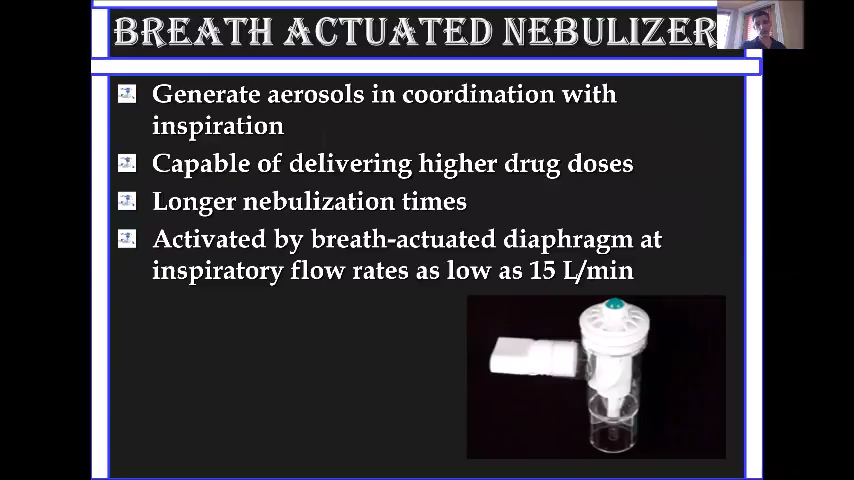 BREATH ACTUATED NEBULIZER
Generate aerosols in coordination with
inspiration
Capable of delivering higher drug doses
Longer nebulization times
Activated by breath-actuated diaphragm at
inspiratory flow rates as low as 15 L/min